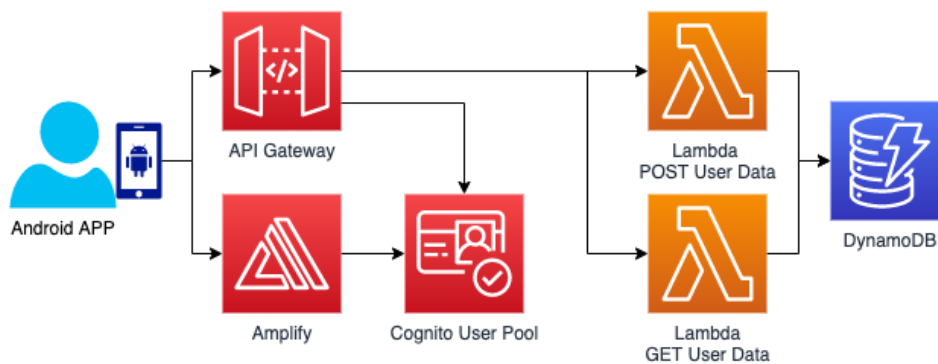 </>
API Gateway
Lambda
POST User Data
Android APP
DynamoDB
Amplify
Cognito User Pool
Lambda
GET User Data